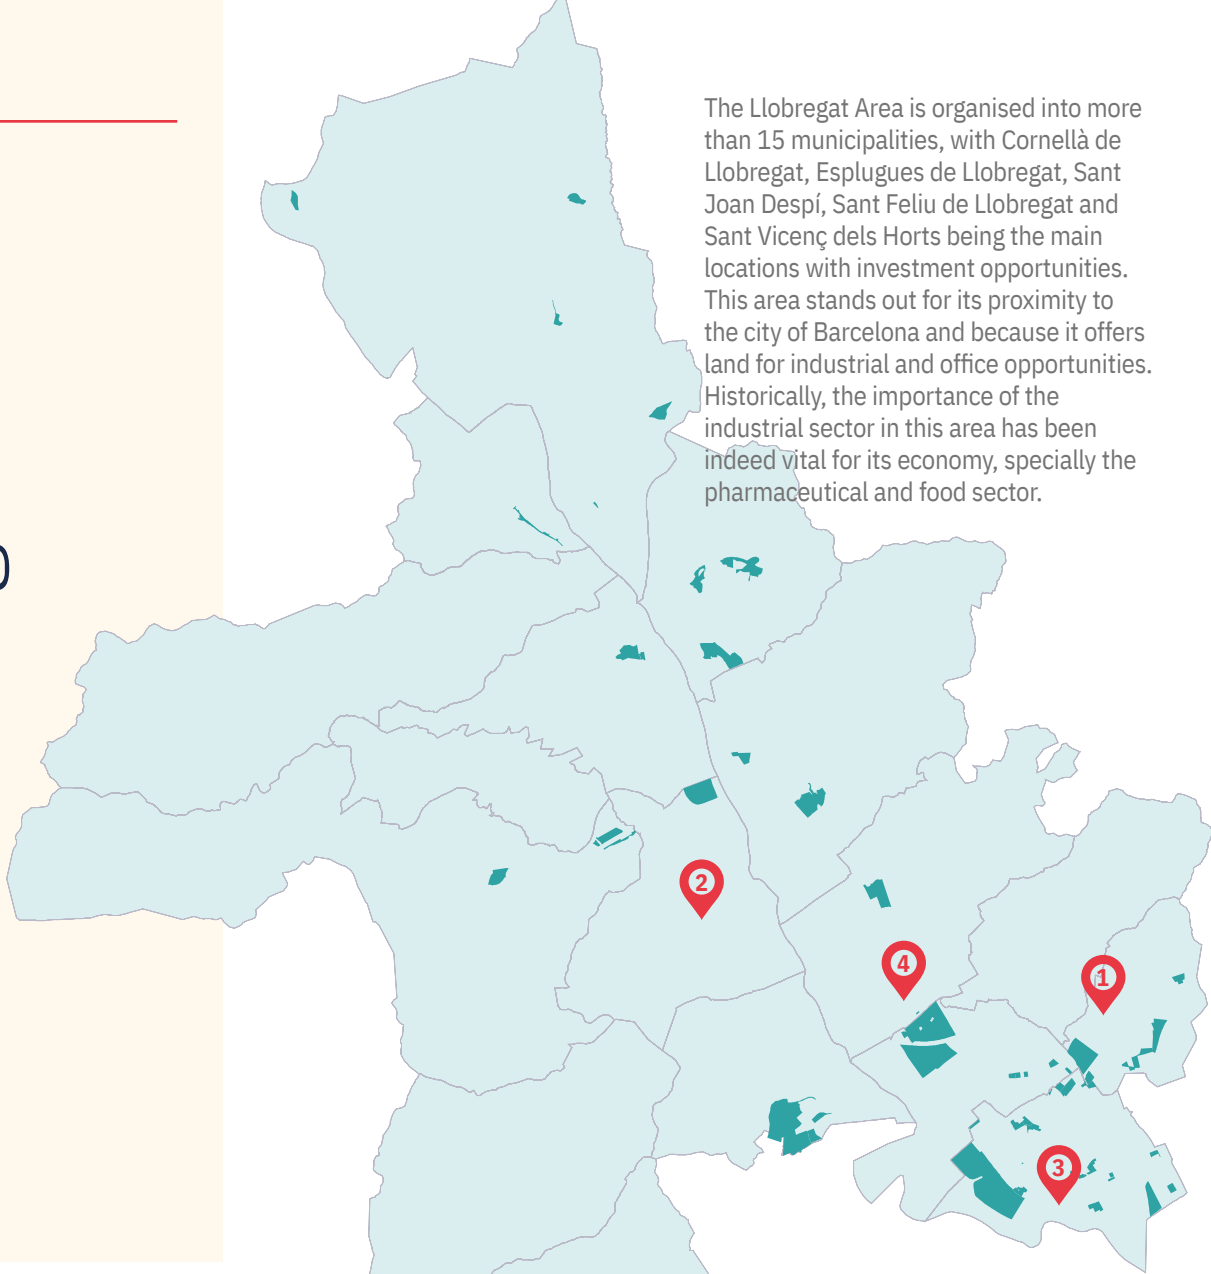 The Llobregat Area is organised into more
than 15 municipalities, with Cornellà de
Llobregat, Esplugues de Llobregat, Sant
Joan Despí, Sant Feliu de Llobregat and
Sant Vicenç dels Horts being the main
locations with investment opportunities.
This area stands out for its proximity to
the city of Barcelona and because it offers
land for industrial and office opportunities.
Historically, the importance of the
industrial sector in this area has been
indeed vital for its economy, specially the
pharmaceutical and food sector.
2
4
1
3